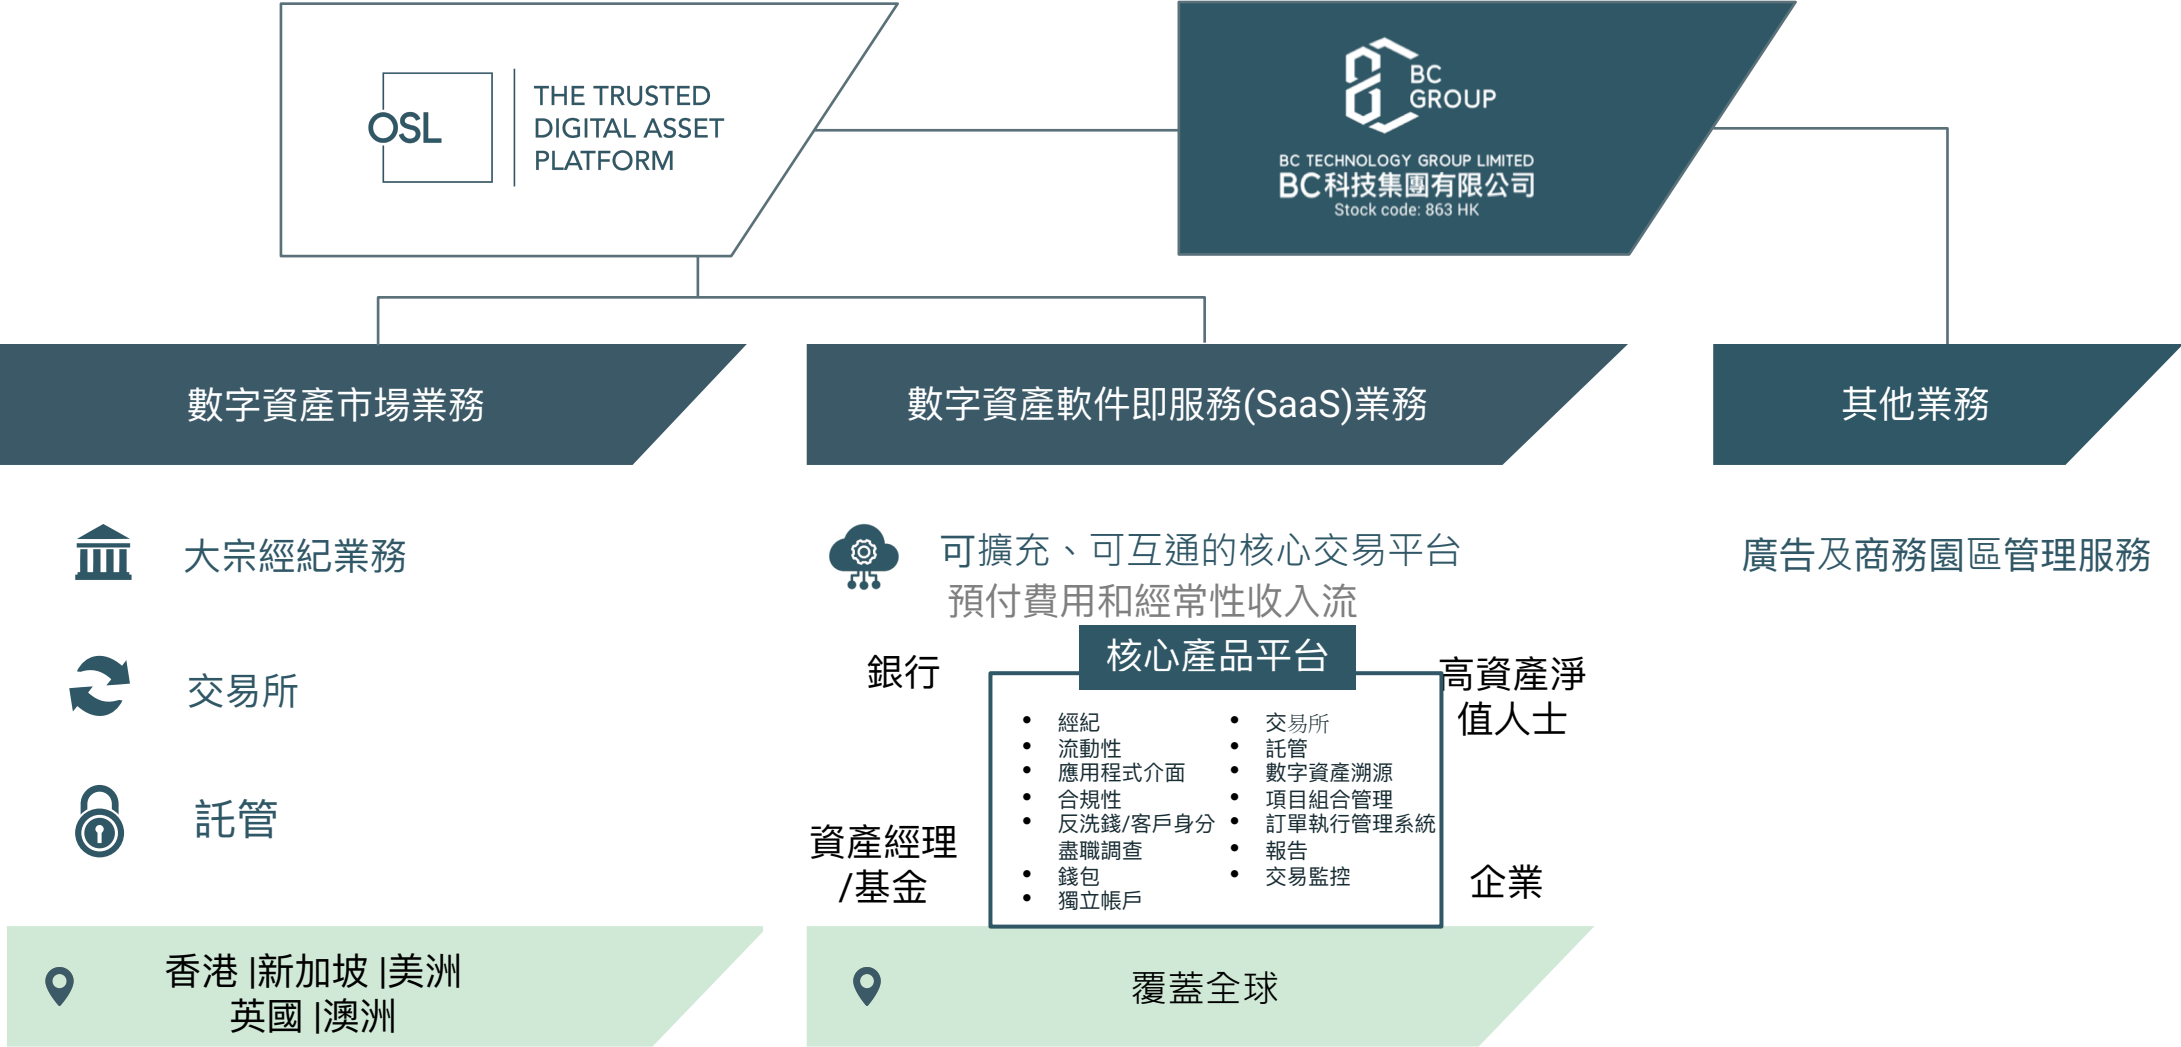 OSL
THE TRUSTED
DIGITAL ASSET
PLATFORM
BC
GROUP
BC TECHNOLOGY GROUP LIMITED
BC科技集團有限公司
Stock code: 863 HK
數字資產市場業務
大宗經紀業務
交易所
託管
香港 |新加坡 |美洲
英國 |澳洲
數字資產軟件即服務(SaaS)業務
可擴充、可互通的核心交易平台
預付費用和經常性收入流
核心產品平台
銀行
資產經理
/基金
• 經紀
• 流動性
• 應用程式介面
• 合規性
• 反洗錢/客戶身分
盡職調查
• 錢包
• 獨立帳戶
• 交易所
• 託管
• 數字資產溯源
• 項目組合管理
• 訂單執行管理系統
• 報告
• 交易監控
高資產淨
值人士
企業
覆蓋全球
其他業務
廣告及商務園區管理服務